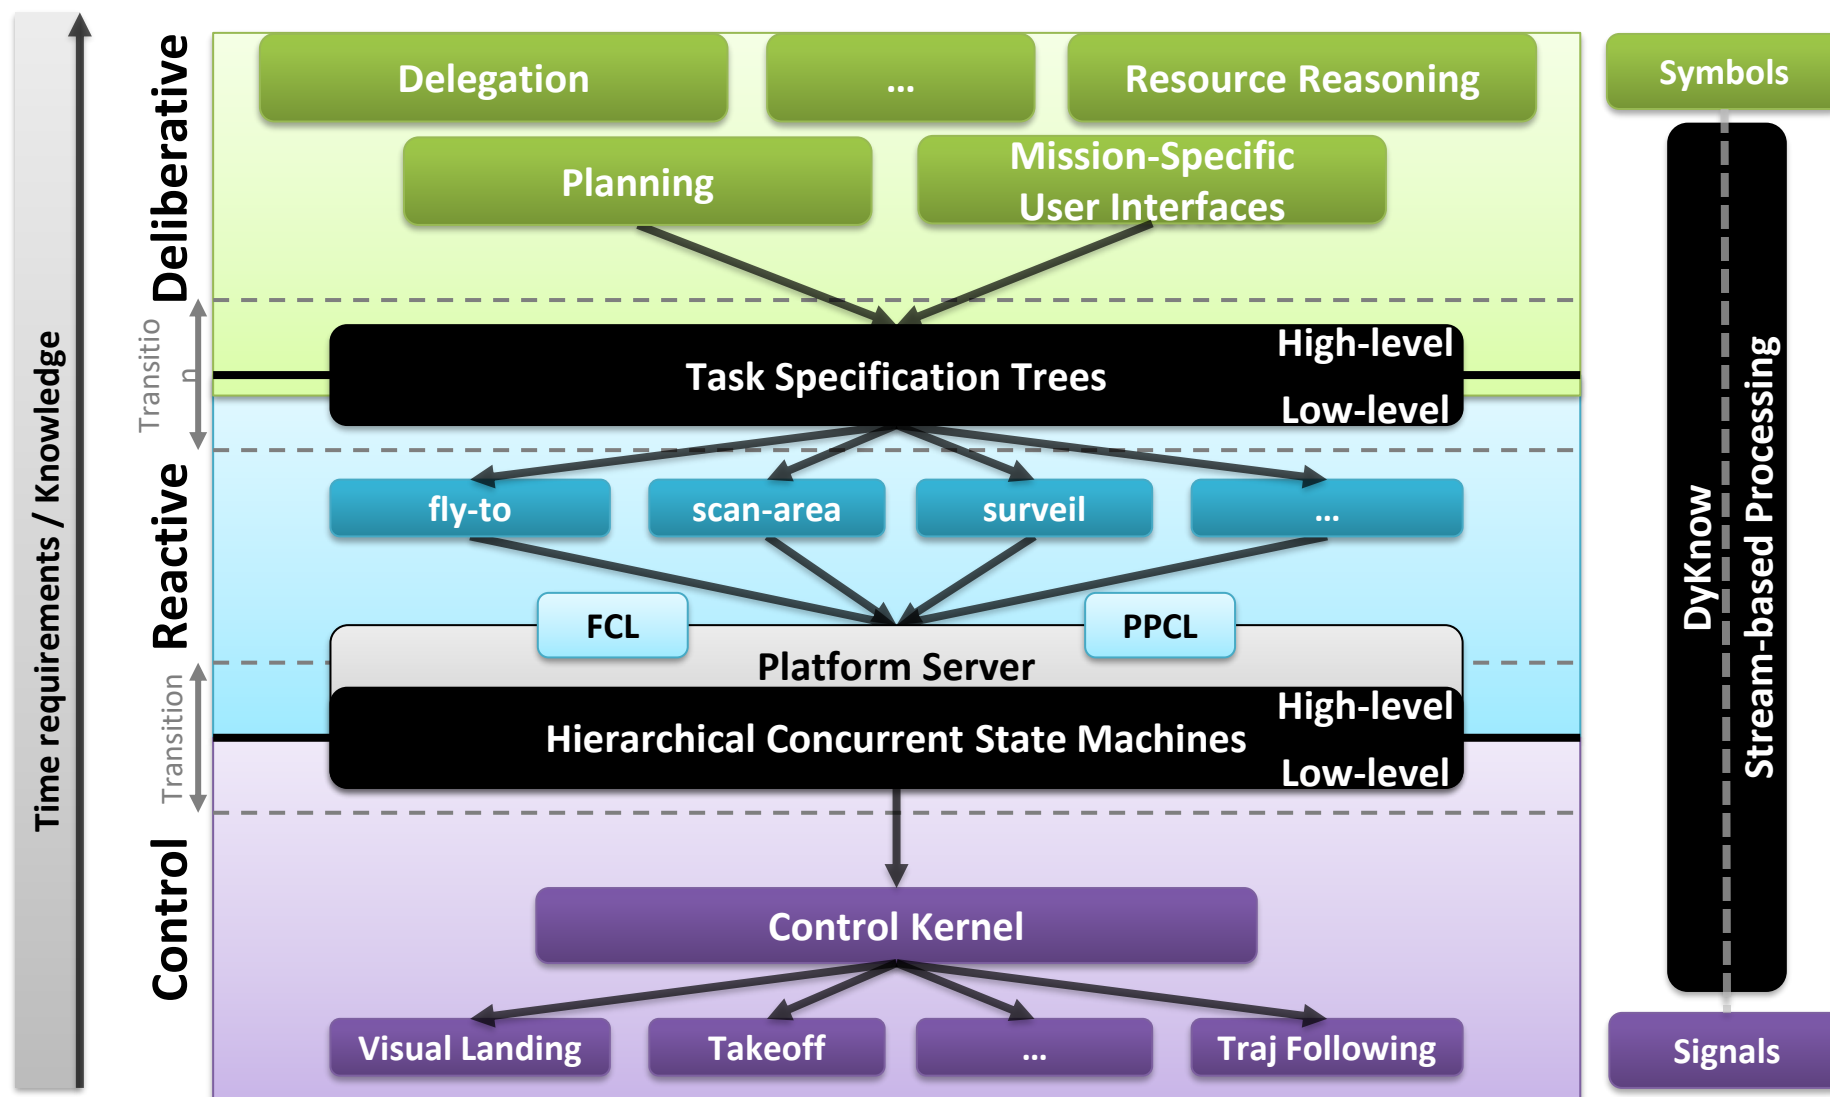 Time requirements / Knowledge
Deliberative
Delegation
...
Resource Reasoning
Planning
Mission-Specific
User Interfaces
Transitio
n
Task Specification Trees
High-level
Low-level
Reactive
fly-to
scan-area
surveil
...
FCL
PPCL
Platform Server
Transition
Hierarchical Concurrent State Machines
High-level
Low-level
Control
Control Kernel
Visual Landing
Takeoff
...
Traj Following
Symbols
DyKnow
Stream-based Processing
Signals